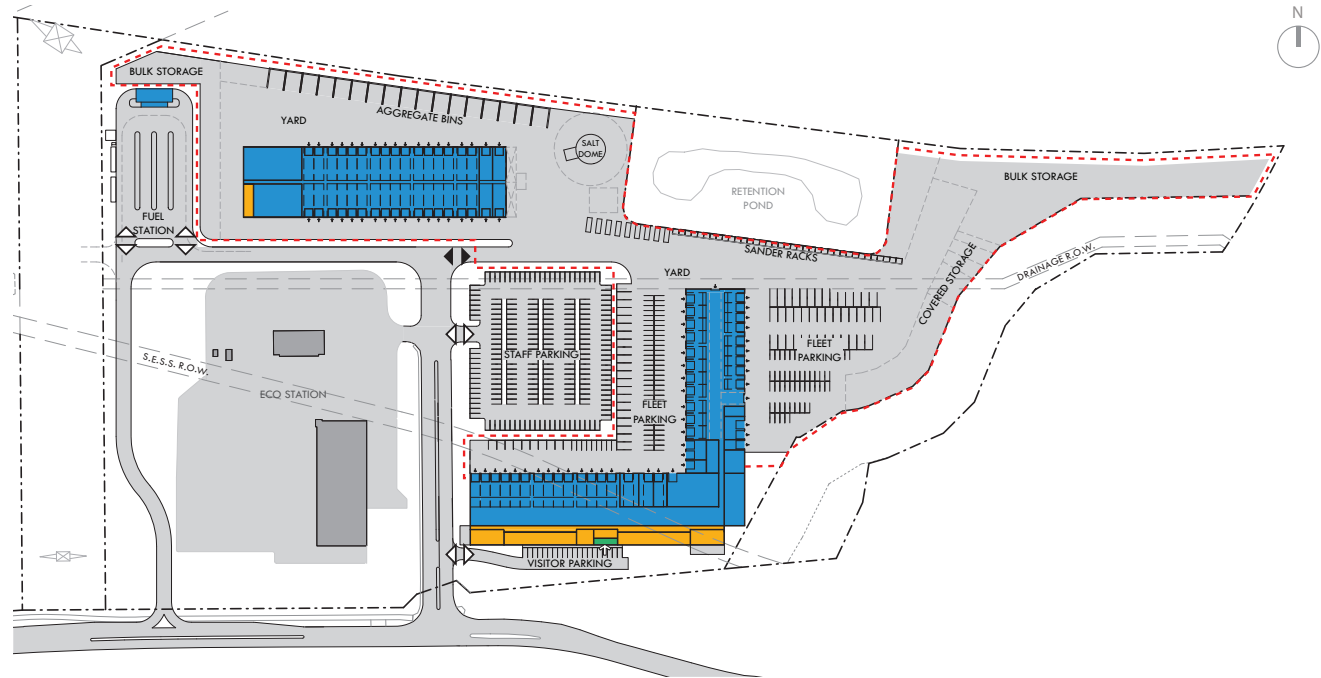 N
BULK STORAGE
AGGREGATE BINS
YARD
SALT
DOME
BULK STORAGE
RETENTION
POND
FUEL
STATION
SANDER RACKS
DRAINAGE R.O.W.
YARD
COVERED STORAGE
S.E.S.S. R.O.W.
STAFF PARKING
FLEET
PARKING
ECQ STATION
FLEET
PARKING
VISITOR PARKING